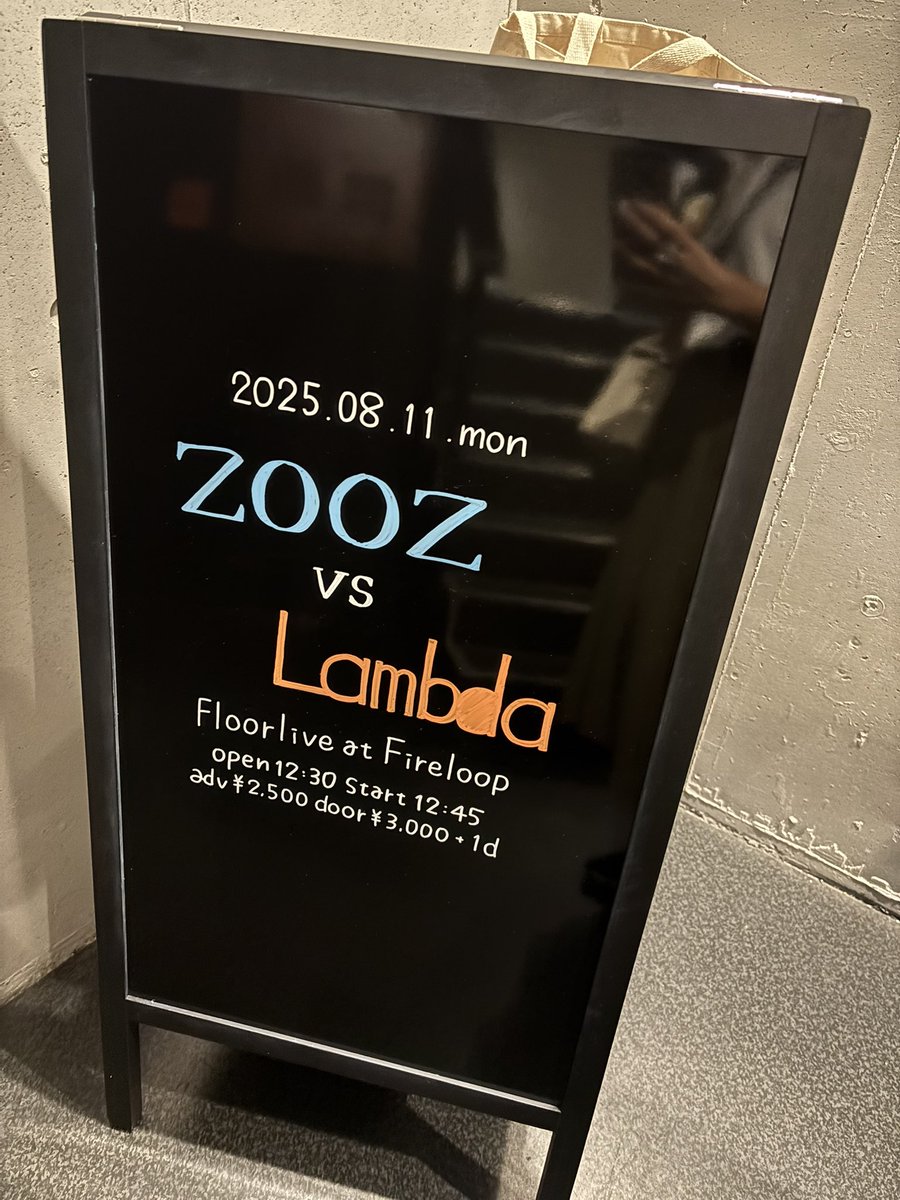 2025.08.11.mon
ZOOZ
vs
Lambda
Floorlive at Fireloop
open 12:30 Start 12:45
adv¥2.500 door¥3.000+1d